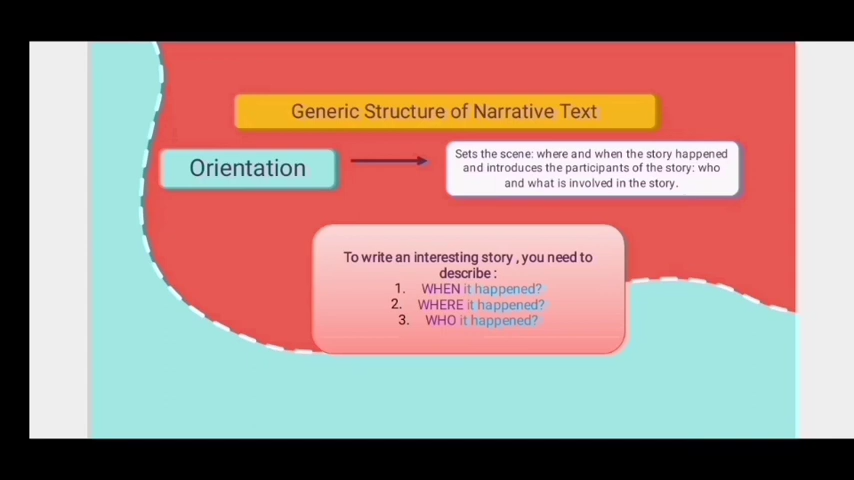 Generic Structure of Narrative Text
Orientation
Sets the scene: where and when the story happened
and introduces the participants of the story: who
and what is involved in the story.
To write an interesting story , you need to
describe :
1. WHEN it happened?
2. WHERE it happened?
3. WHO it happened?